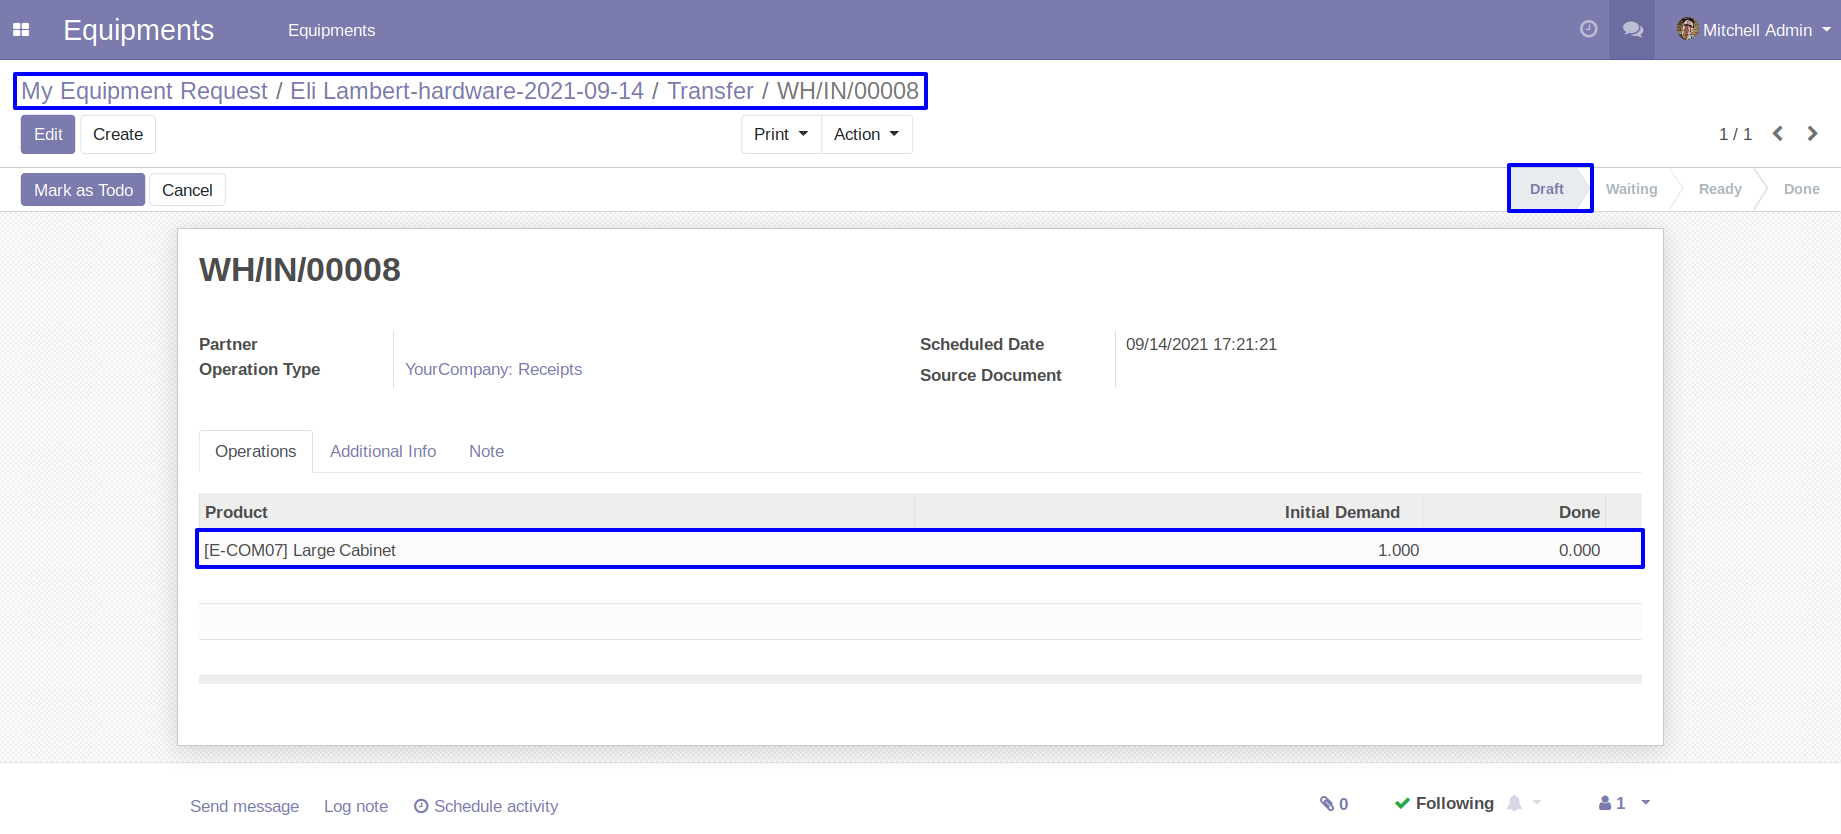 Equipments Equipments Mitchell Admin
My Equipment Request / Eli Lambert-hardware-2021-09-14 / Transfer / WH/IN/00008
Edit Create Print Action 1 / 1
Mark as Todo Cancel Draft Waiting Ready Done
WH/IN/00008
Partner Scheduled Date 09/14/2021 17:21:21
Operation Type YourCompany: Receipts
Source Document
Operations Additional Info Note
Product Initial Demand Done
[E-COM07] Large Cabinet 1.000 0.000
Send message Log note Schedule activity 0 Following 1